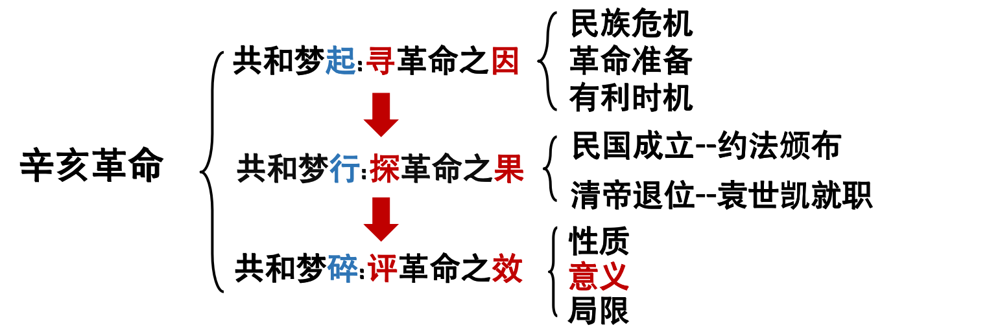 辛亥革命
共和梦起:寻革命之因
民族危机
革命准备
有利时机
共和梦行:探革命之果
民国成立--约法颁布
清帝退位--袁世凯就职
共和梦碎:评革命之效
性质
意义
局限